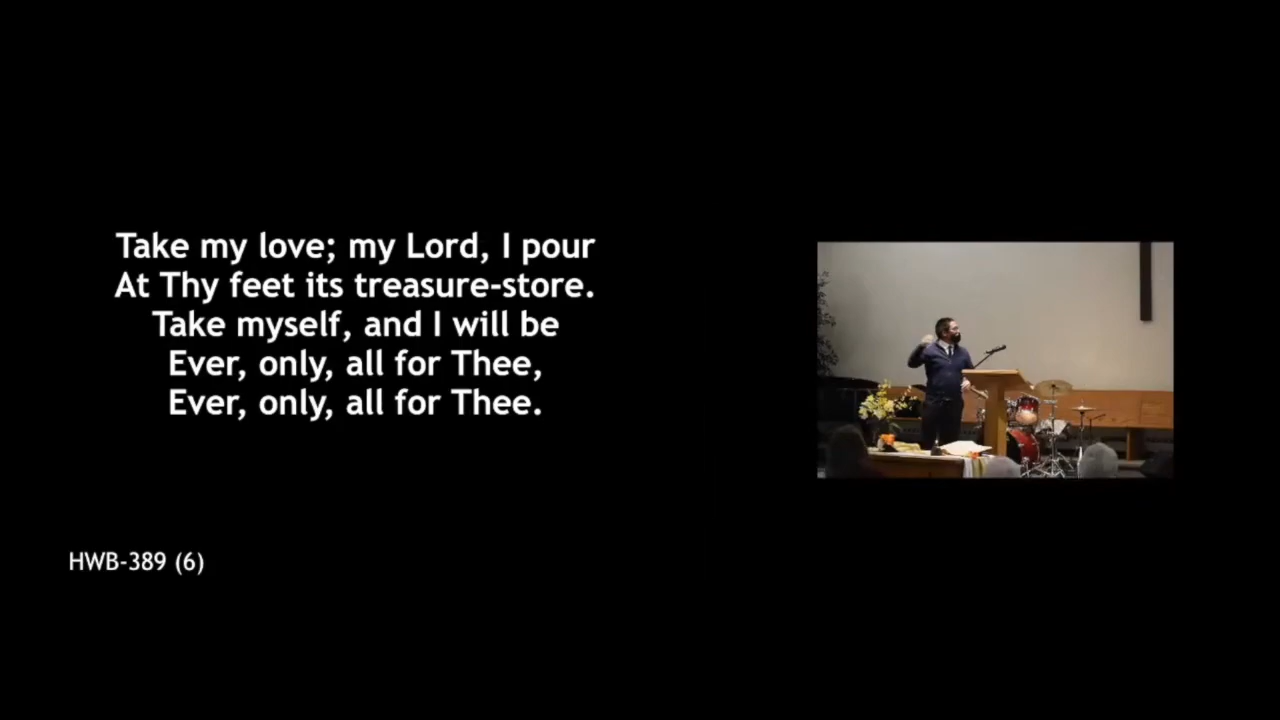 Take my love; my Lord, I pour
At Thy feet its treasure-store.
Take myself, and I will be
Ever, only, all for Thee,
Ever, only, all for Thee.
HWB-389 (6)